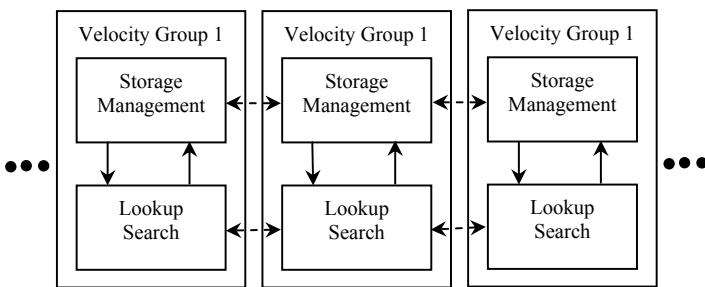 Velocity Group 1
Storage
Management
Lookup
Search
Velocity Group 1
Storage
Management
Lookup
Search
Velocity Group 1
Storage
Management
Lookup
Search